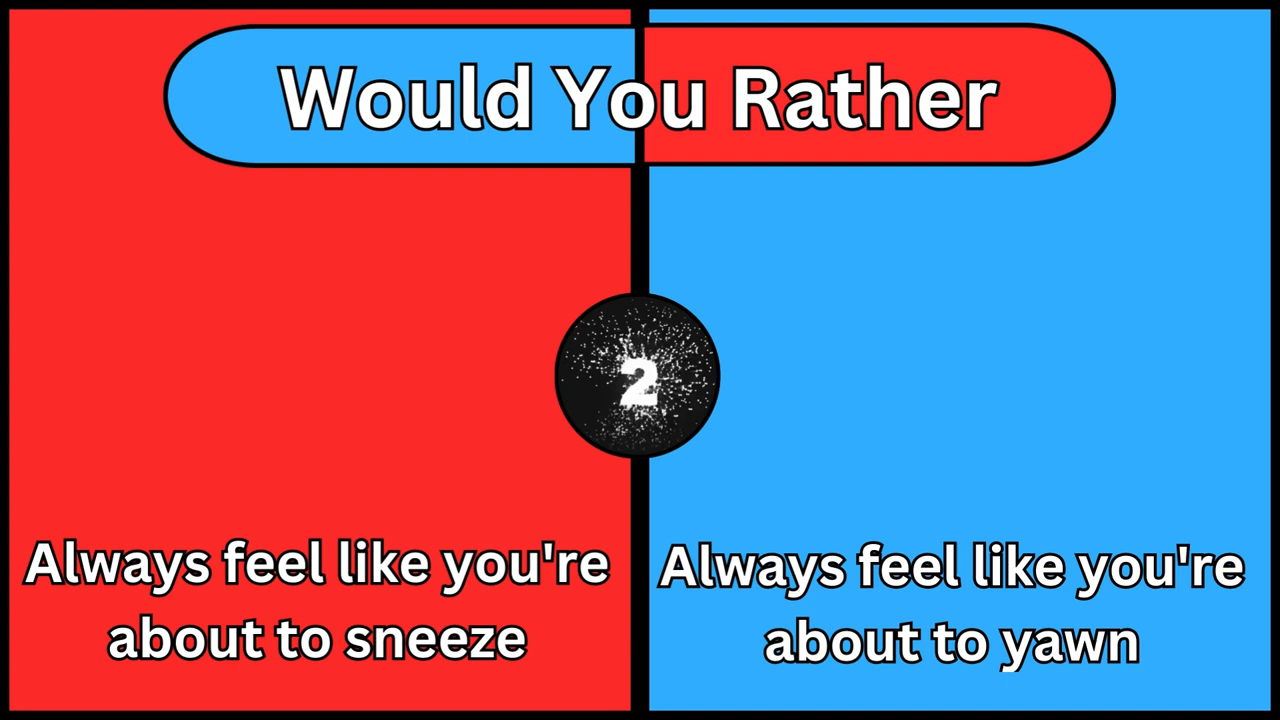 Would You Rather
2
Always feel like you're
about to sneeze
Always feel like you're
about to yawn